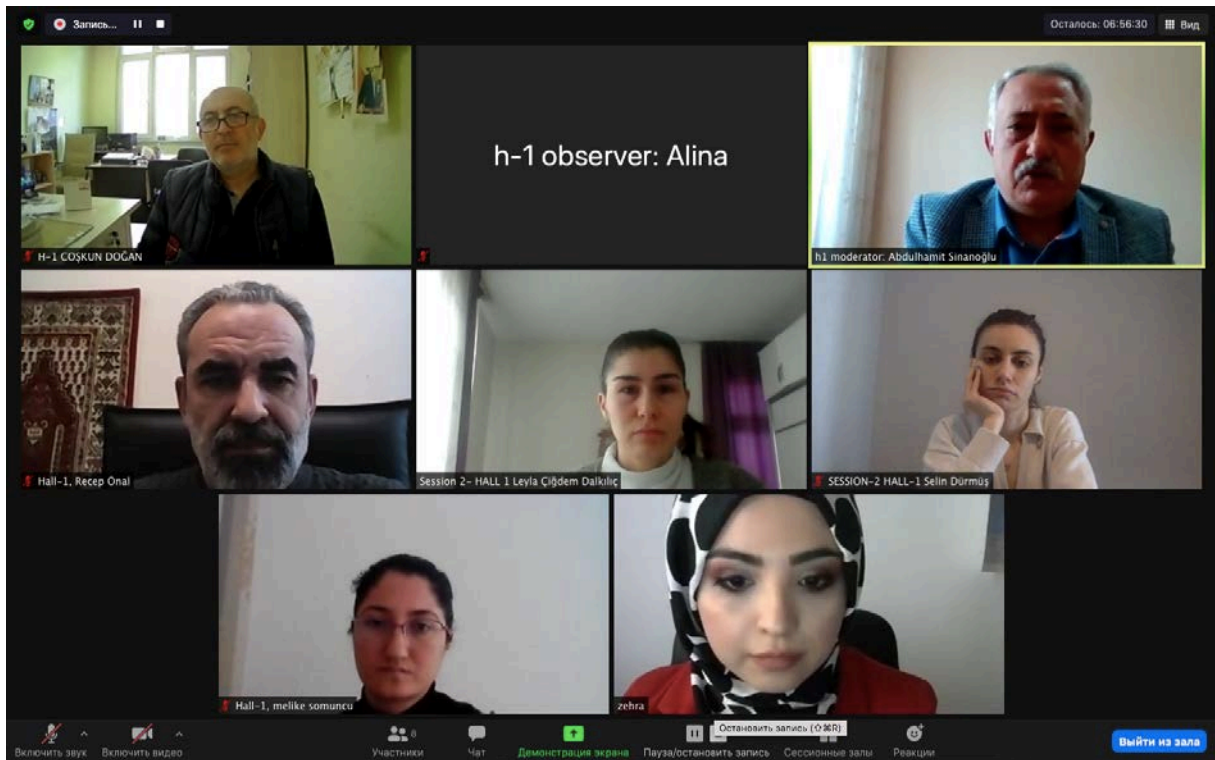 Запись...
Осталось: 06:56:30
Вид
h-1 observer: Alina
H-1 COŞKUN DOĞAN
h1 moderator: Abdulhamit Sinanoğlu
Hall-1, Recep Önal
Session 2- HALL 1 Leyla Çiğdem Dalkılıç
SESSION-2 HALL-1 Selin Dürmüş
Hall-1, melike somuncu
zehra
Остановить запись (⇧⌘R)
8
Включить звук
Включить видео
Участники
Чат
Демонстрация экрана
Пауза/остановить запись
Сессионные залы
Реакции
Выйти из зала